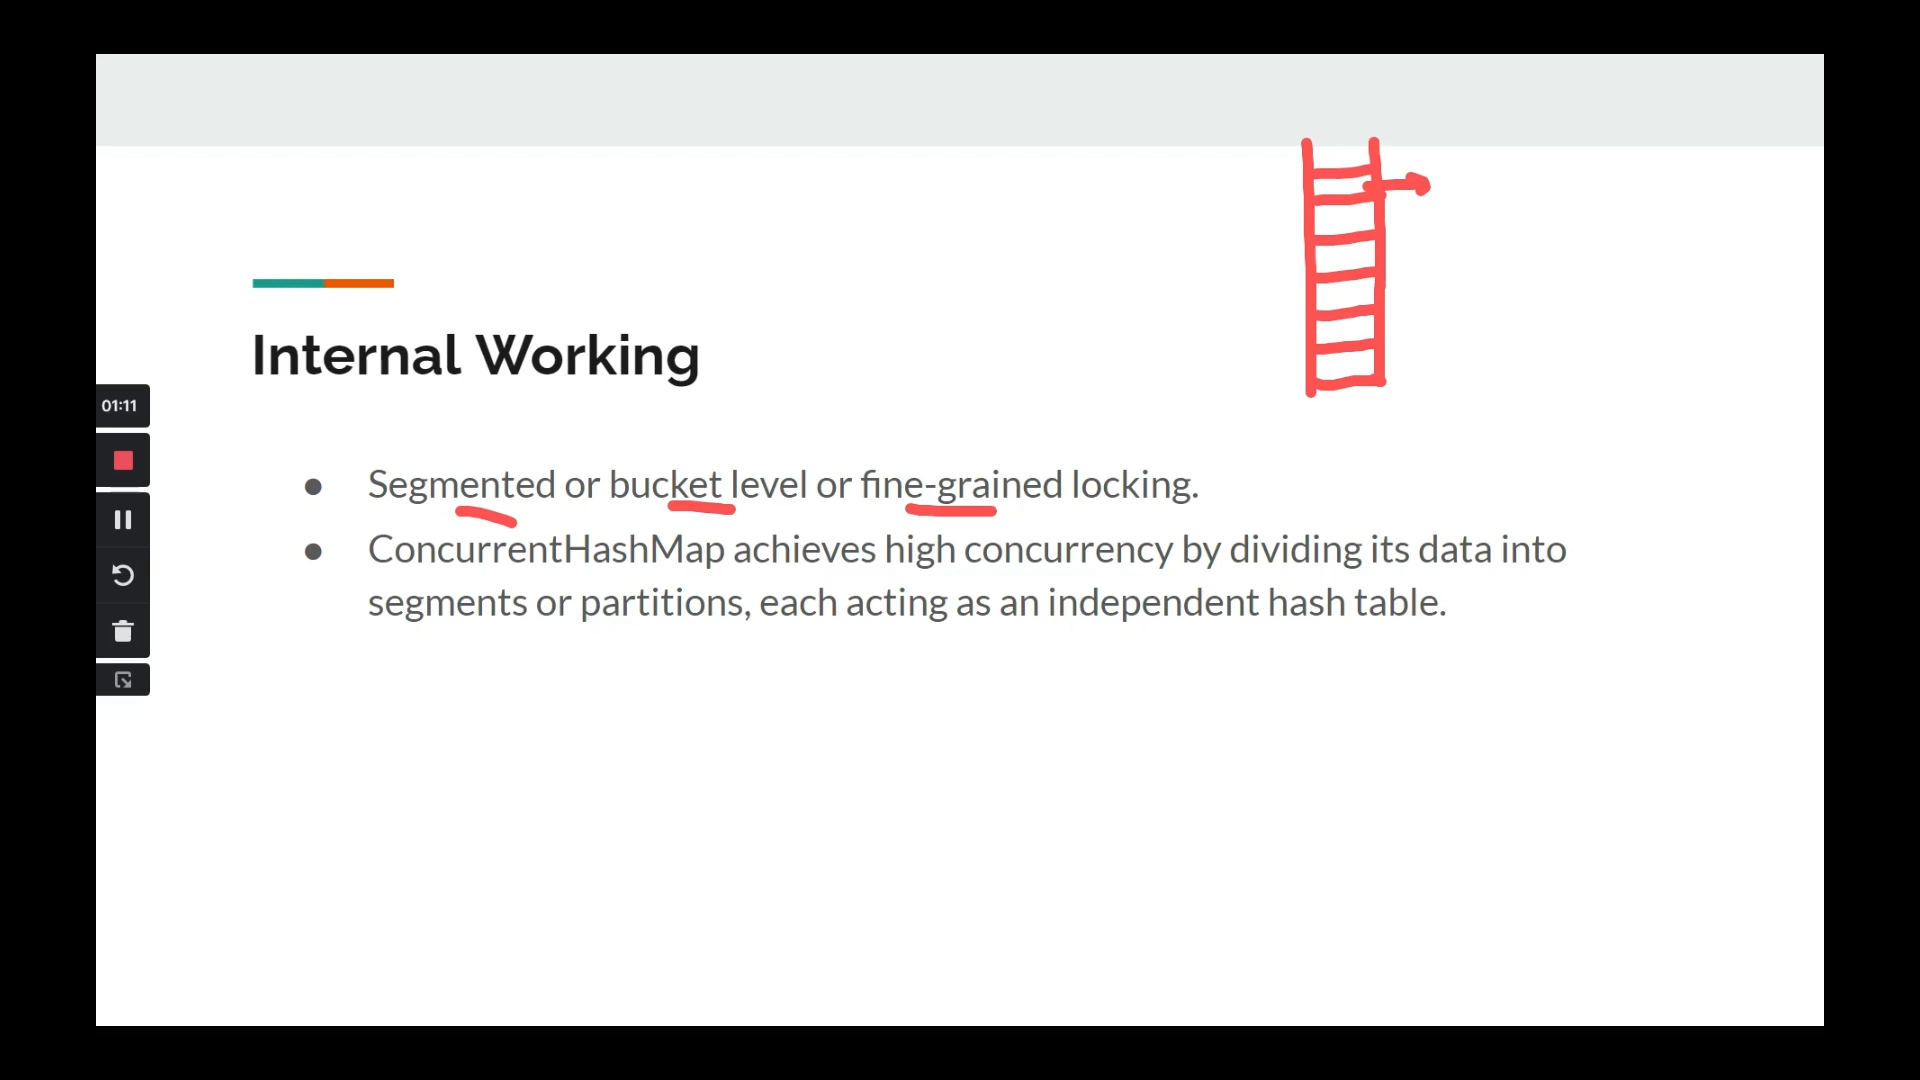 Internal Working
01:11
● Segmented or bucket level or fine-grained locking.
● ConcurrentHashMap achieves high concurrency by dividing its data into
segments or partitions, each acting as an independent hash table.